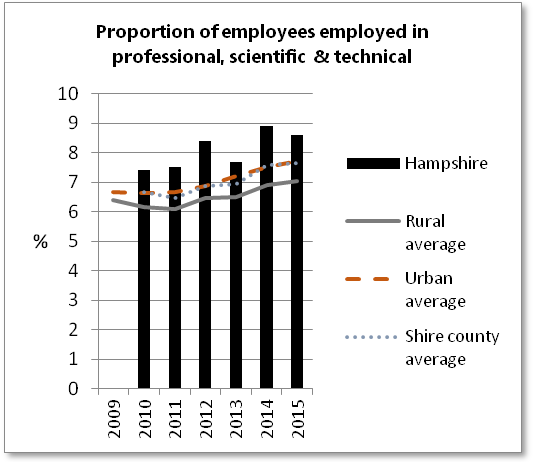 Proportion of employees employed in
professional, scientific & technical
10
9
8
7
6
5
4
3
2
1
0
%
2009
2010
2011
2012
2013
2014
2015
Hampshire
Rural
average
Urban
average
Shire county
average